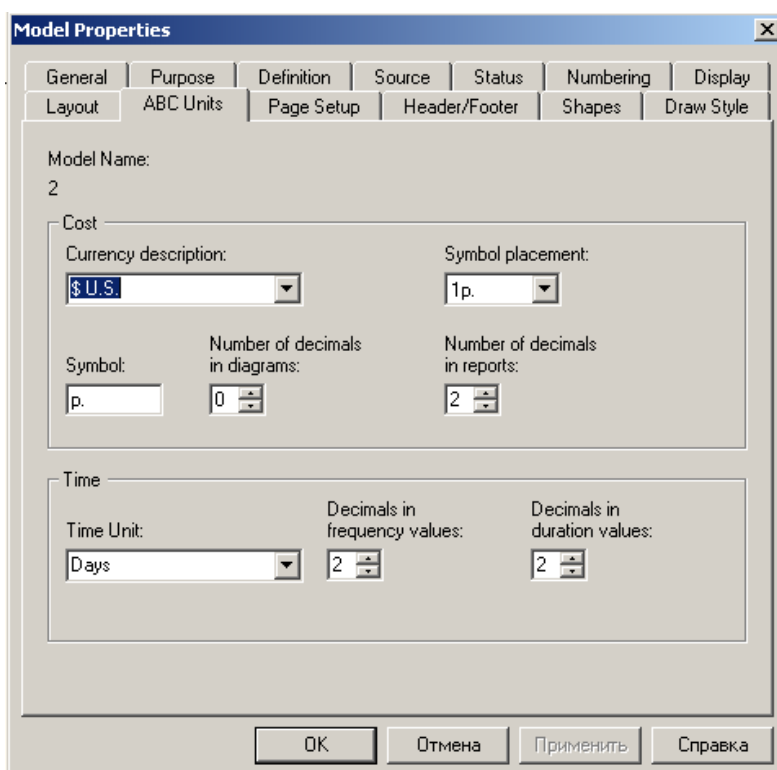 Model Properties
General Purpose Definition Source Status Numbering Display
Layout ABC Units Page Setup Header/Footer Shapes Draw Style
Model Name:
2
Cost
Currency description: Symbol placement:
$ U.S. 1р.
Number of decimals Number of decimals
Symbol: in diagrams: in reports:
р. 0 2
Time
Decimals in Decimals in
Time Unit: frequency values: duration values:
Days 2 2
OK Отмена Применить Справка